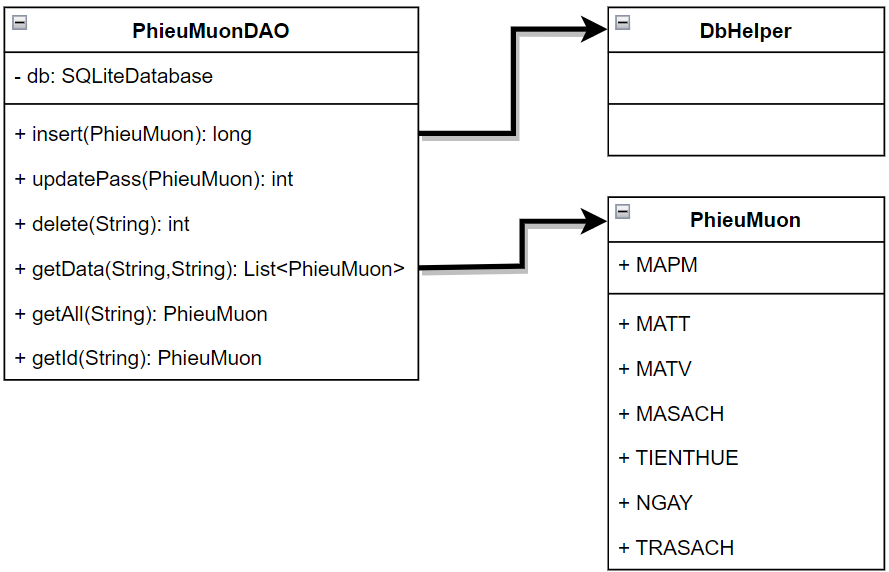 PhieuMuonDAO
- db: SQLiteDatabase
+ insert(PhieuMuon): long
+ updatePass(PhieuMuon): int
+ delete(String): int
+ getData(String,String): List<PhieuMuon>
+ getAll(String): PhieuMuon
+ getId(String): PhieuMuon
DbHelper
PhieuMuon
+ MAPM
+ MATT
+ MATV
+ MASACH
+ TIENTHUE
+ NGAY
+ TRASACH